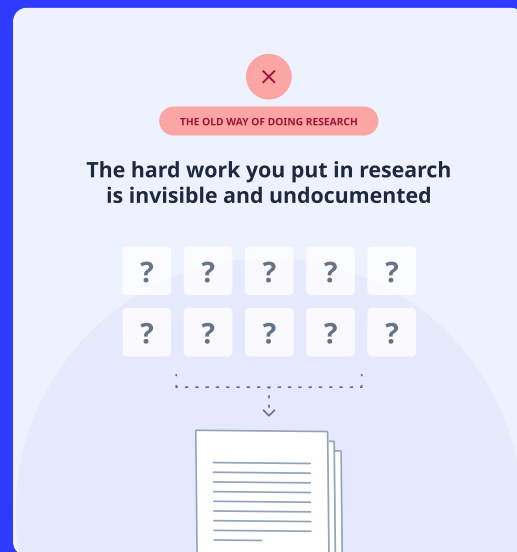 THE OLD WAY OF DOING RESEARCH
The hard work you put in research
is invisible and undocumented
? ? ? ? ?
? ? ? ? ?